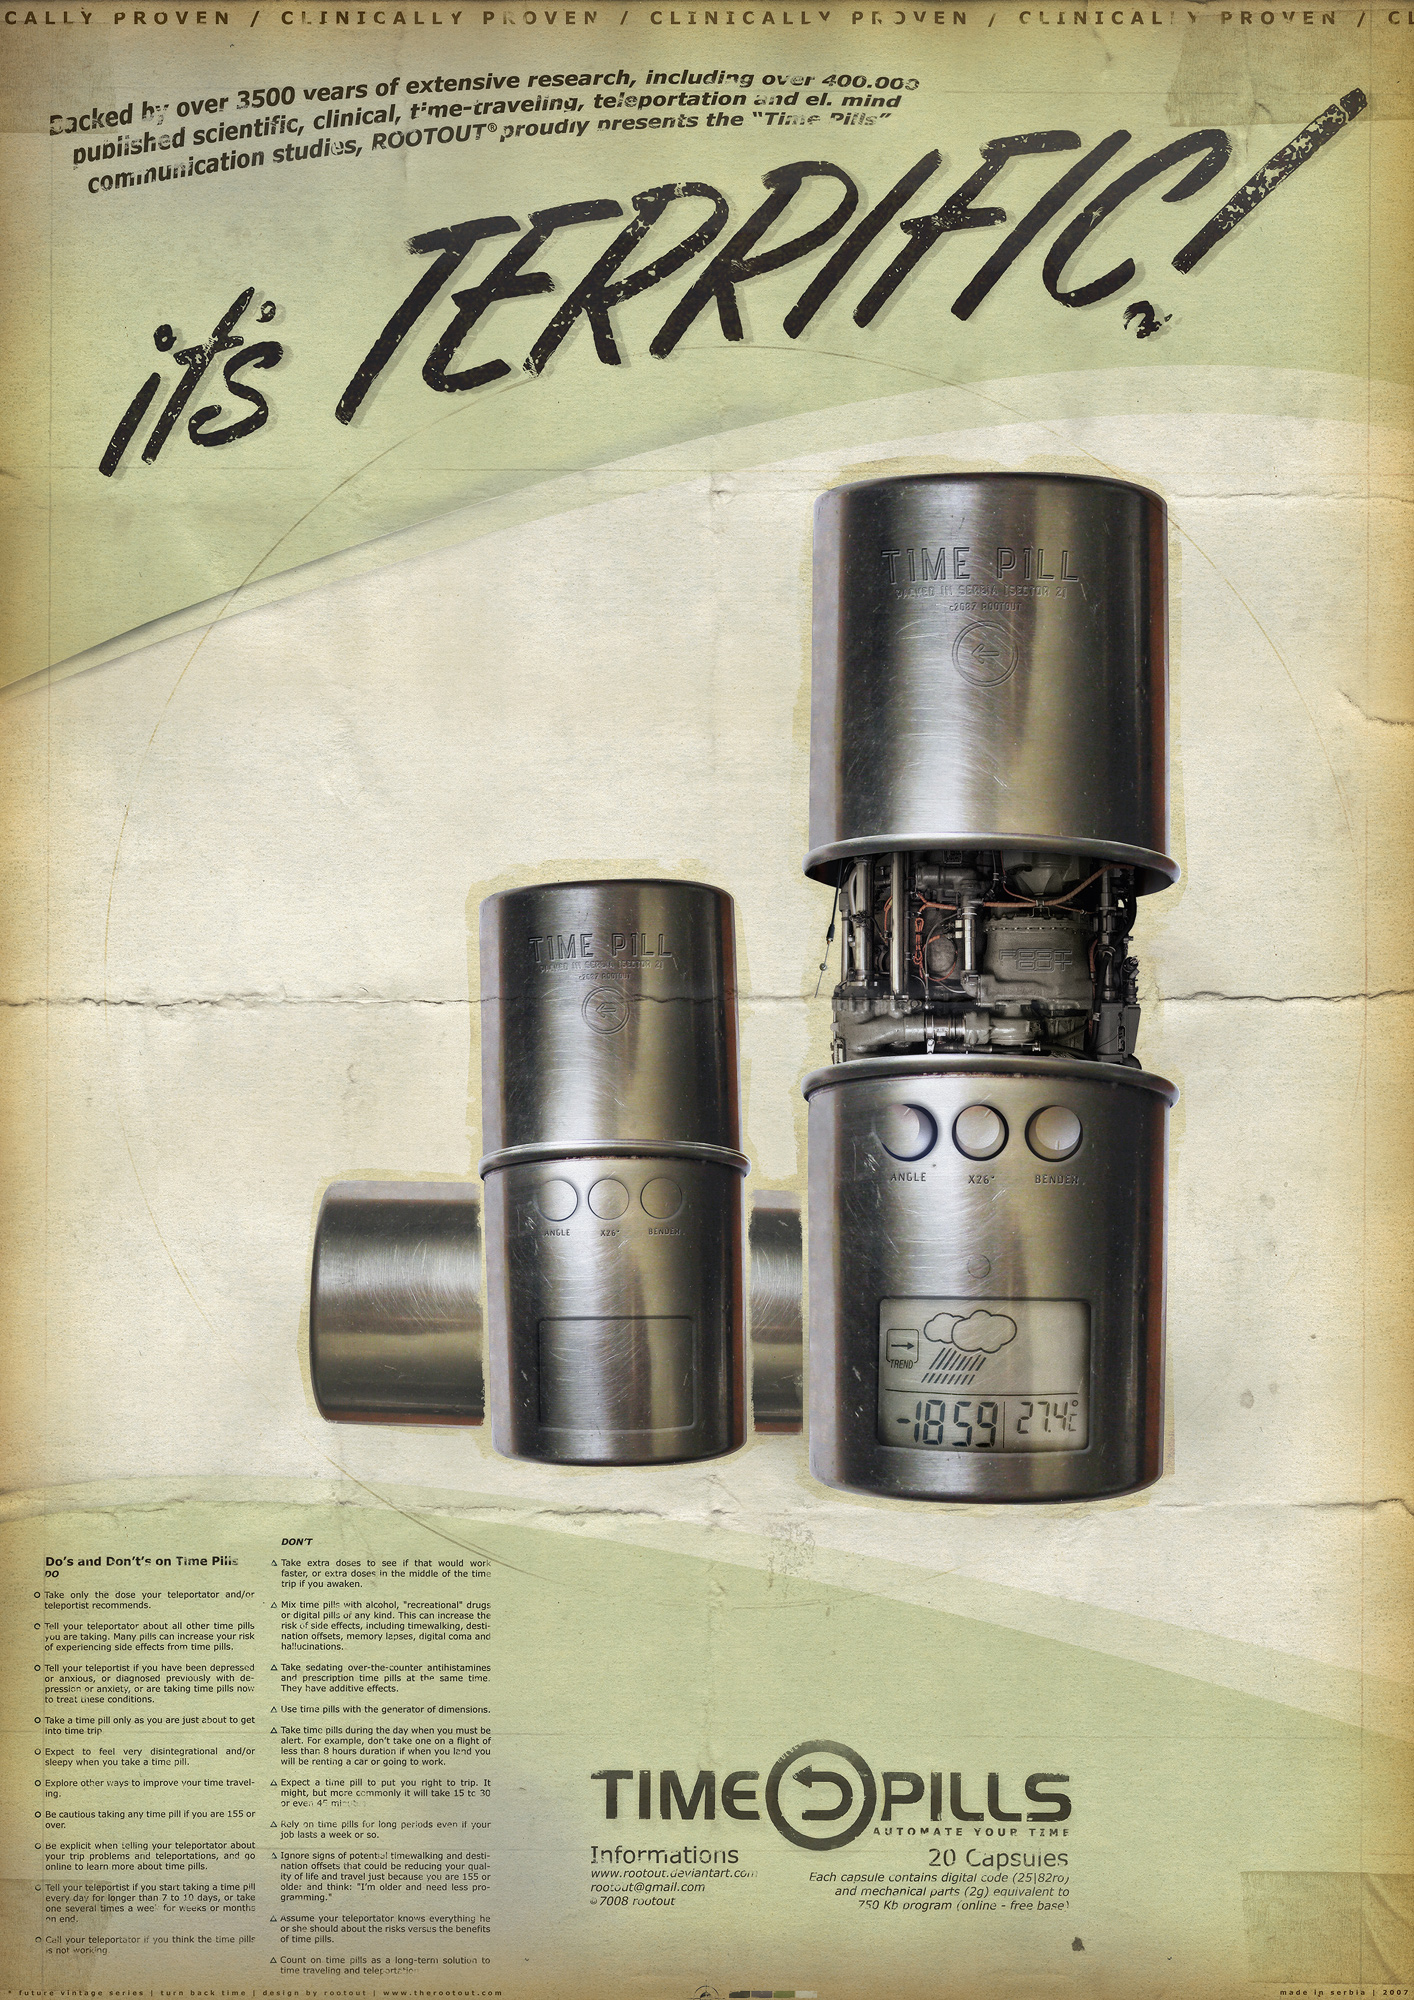 CALLY PROVEN / CLINICALLY PROVEN / CLINICALLY PROVEN / CLINICALLY PROVEN / CL
Backed by over 3500 years of extensive research, including over 400.000
published scientific, clinical, time-traveling, teleportation and el. mind
communication studies, ROOTOUT® proudly presents the "Time Pills"
it's TERRIFIC!
TIME PILL
PACKED IN SERBIA (SECTOR 2)
c2087 ROOTOUT
TIME PILL
PACKED IN SERBIA (SECTOR 2)
c2087 ROOTOUT
ANGLE X26° BENDER
ANGLE X26° BENDER
TREND
-1859 27.4°c
Do's and Don't's on Time Pills
DO
Take only the dose your teleportator and/or
teleportist recommends.
Tell your teleportator about all other time pills
you are taking. Many pills can increase your risk
of experiencing side effects from time pills.
Tell your teleportist if you have been depressed
or anxious, or diagnosed previously with de-
pression or anxiety, or are taking time pills now
to treat these conditions.
Take a time pill only as you are just about to get
into time trip
Expect to feel very disintegrational and/or
sleepy when you take a time pill.
Explore other ways to improve your time travel-
ing.
Be cautious taking any time pill if you are 155 or
over.
Be explicit when telling your teleportator about
your trip problems and teleportations, and go
online to learn more about time pills.
Tell your teleportist if you start taking a time pill
every day for longer than 7 to 10 days, or take
one several times a week for weeks or months
on end.
Call your teleportator if you think the time pills
is not working
DON'T
Take extra doses to see if that would work
faster, or extra doses in the middle of the time
trip if you awaken.
Mix time pills with alcohol, "recreational" drugs
or digital pills of any kind. This can increase the
risk of side effects, including timewalking, desti-
nation offsets, memory lapses, digital coma and
hallucinations.
Take sedating over-the-counter antihistamines
and prescription time pills at the same time.
They have additive effects.
Use time pills with the generator of dimensions.
Take time pills during the day when you must be
alert. For example, don't take one on a flight of
less than 8 hours duration if when you land you
will be renting a car or going to work.
Expect a time pill to put you right to trip. It
might, but more commonly it will take 15 to 30
or even 45 minutes
Rely on time pills for long periods even if your
job lasts a week or so.
Ignore signs of potential timewalking and desti-
nation offsets that could be reducing your qual-
ity of life and travel just because you are 155 or
older and think: "I'm older and need less pro-
gramming."
Assume your teleportator knows everything he
or she should about the risks versus the benefits
of time pills.
Count on time pills as a long-term solution to
time traveling and teleportation
TIME PILLS
AUTOMATE YOUR TIME
Informations
www.rootout.deviantart.com
rootout@gmail.com
©7008 rootout
20 Capsules
Each capsule contains digital code (25|82ro)
and mechanical parts (2g) equivalent to
750 Kb program (online - free base)
* future vintage series | turn back time | design by rootout | www.therootout.com
made in serbia | 2007